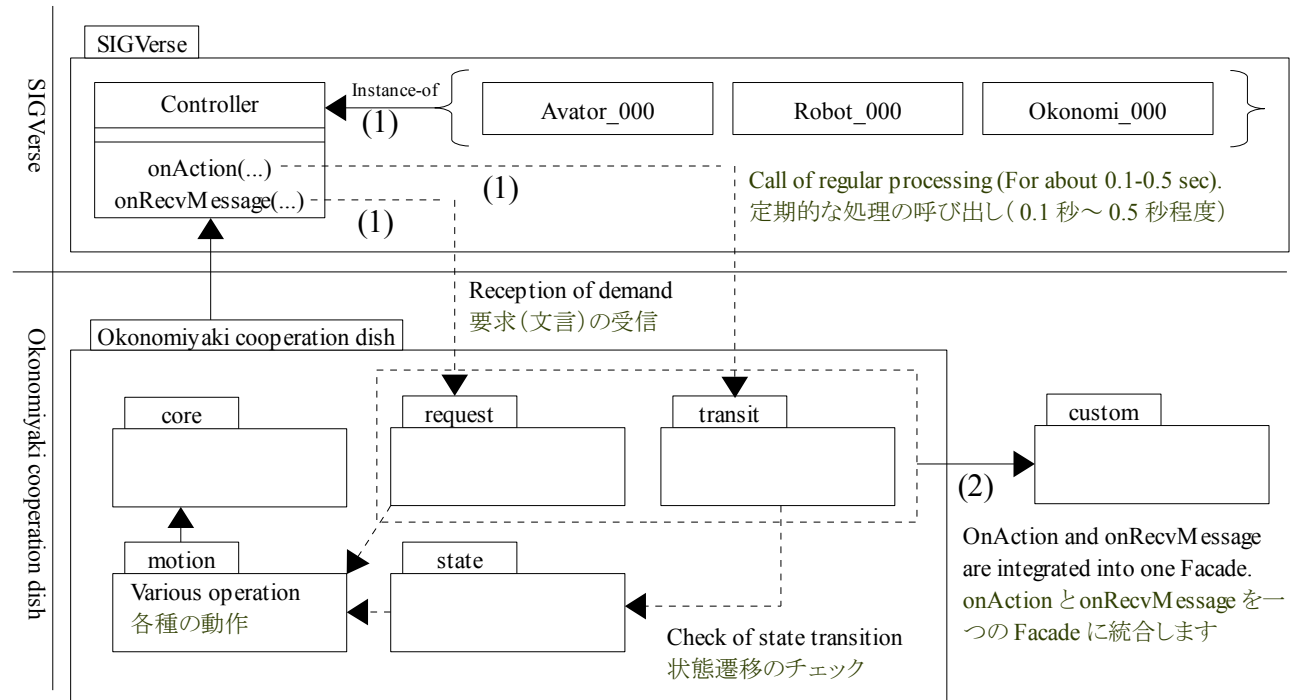 SIGVerse
SIGVerse
Controller
Instance-of
(1)
Avator_000
Robot_000
Okonomi_000
onAction(...)
(1)
onRecvMessage(...)
(1)
Call of regular processing (For about 0.1-0.5 sec).
定期的な処理の呼び出し( 0.1 秒～ 0.5 秒程度)
Reception of demand
要求(文言)の受信
Okonomiyaki cooperation dish
Okonomiyaki cooperation dish
core
request
transit
custom
(2)
motion
Various operation
各種の動作
state
Check of state transition
状態遷移のチェック
OnAction and onRecvMessage
are integrated into one Facade.
onAction とonRecvMessage を一
つの Facade に統合します